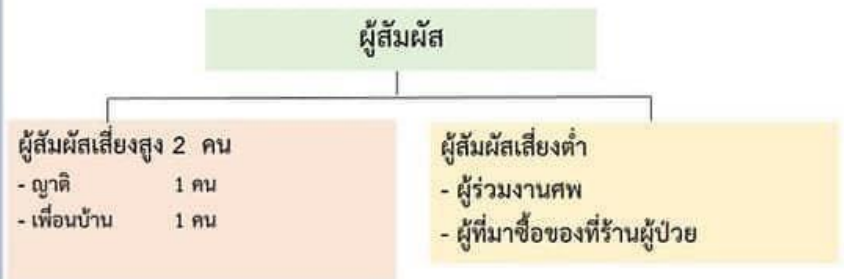 ผู้สัมผัส
ผู้สัมผัสเสี่ยงสูง 2 คน
- ญาติ 1 คน
- เพื่อนบ้าน 1 คน
ผู้สัมผัสเสี่ยงต่ำ
- ผู้ร่วมงานศพ
- ผู้ที่มาซื้อของที่ร้านผู้ป่วย